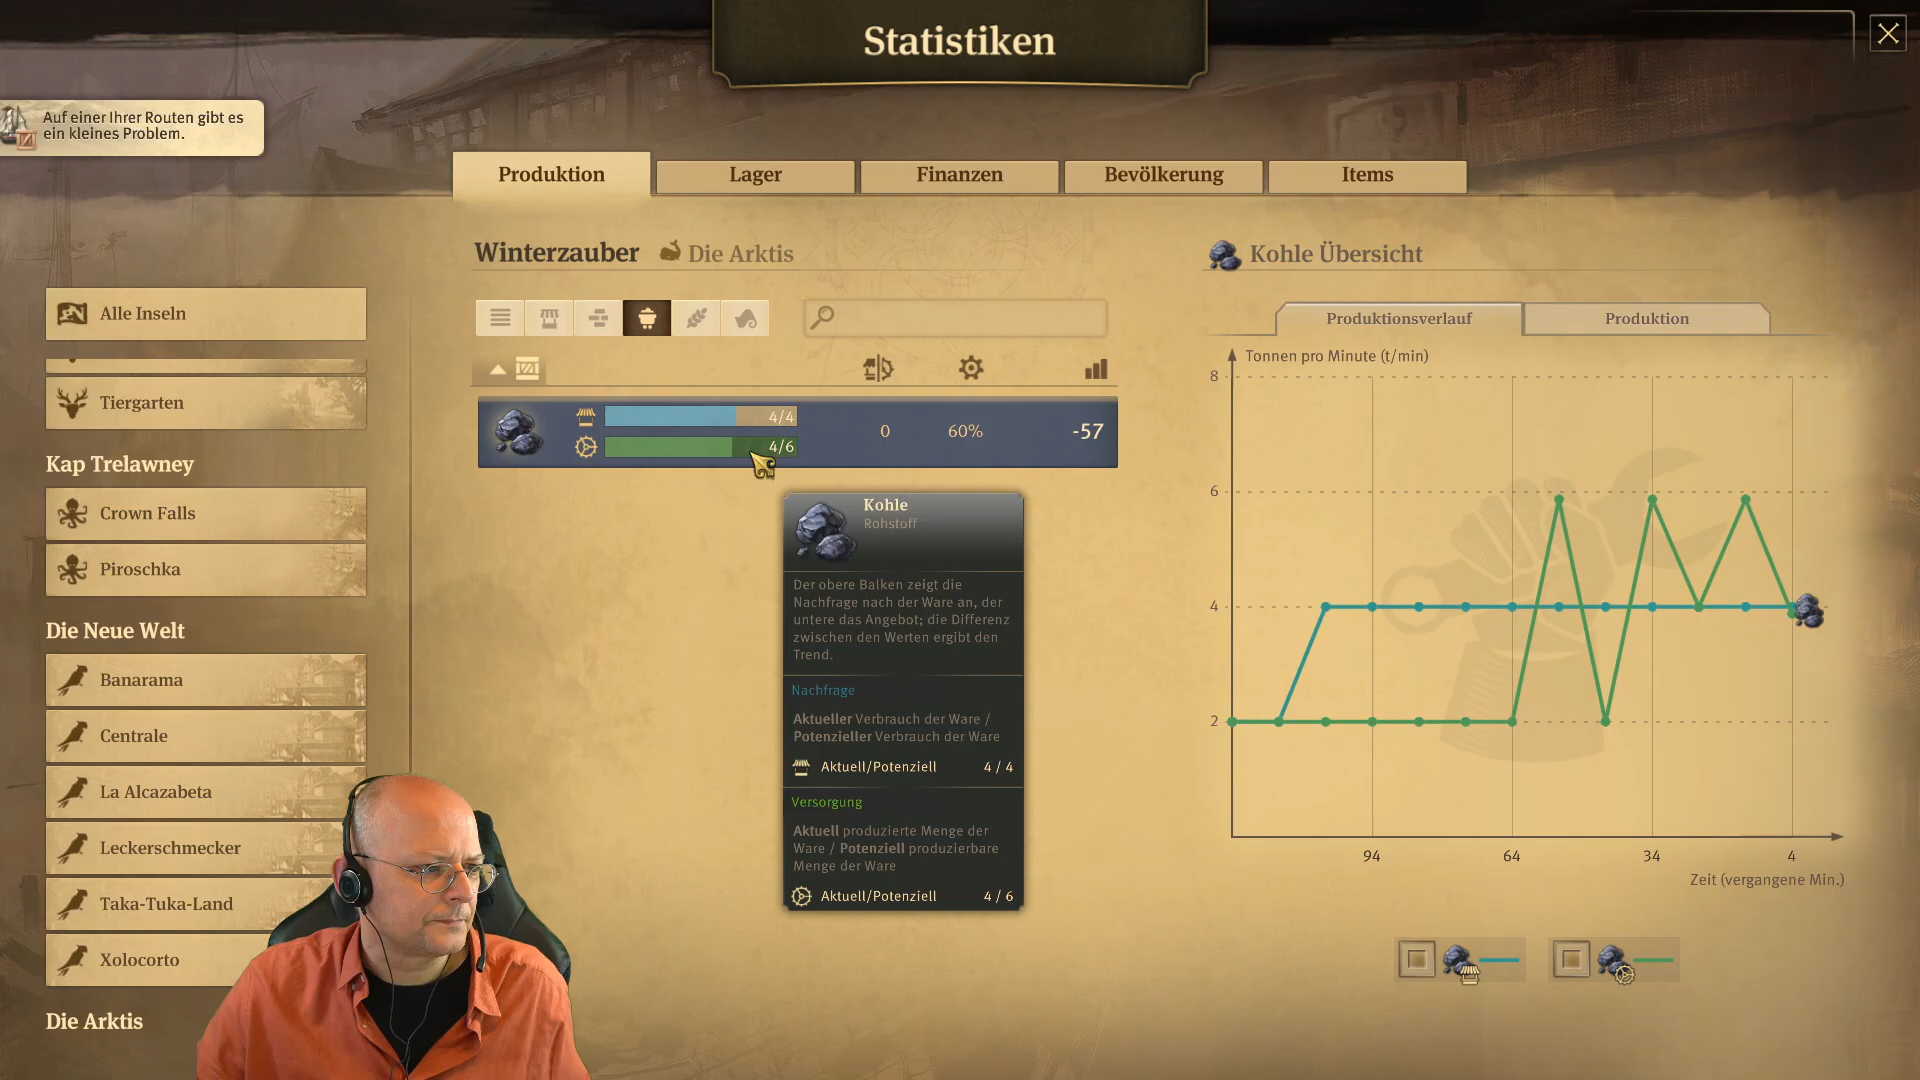 Statistiken
Auf einer Ihrer Routen gibt es
ein kleines Problem.
Produktion
Lager
Finanzen
Bevölkerung
Items
Winterzauber
Die Arktis
Kohle Übersicht
Alle Inseln
Tiergarten
Kap Trelawney
Crown Falls
Piroschka
Die Neue Welt
Banarama
Centrale
La Alcazabeta
Leckerschmecker
Taka-Tuka-Land
Xolocorto
Die Arktis
4/4
4/6
0
60%
-57
Kohle
Rohstoff
Der obere Balken zeigt die
Nachfrage nach der Ware an, der
untere das Angebot; die Differenz
zwischen den Werten ergibt den
Trend.
Nachfrage
Aktueller Verbrauch der Ware /
Potenzieller Verbrauch der Ware
Aktuell/Potenziell 4 / 4
Versorgung
Aktuell produzierte Menge der
Ware / Potenziell produzierbare
Menge der Ware
Aktuell/Potenziell 4 / 6
Produktionsverlauf
Produktion
Tonnen pro Minute (t/min)
8
6
4
2
94
64
34
4
Zeit (vergangene Min.)